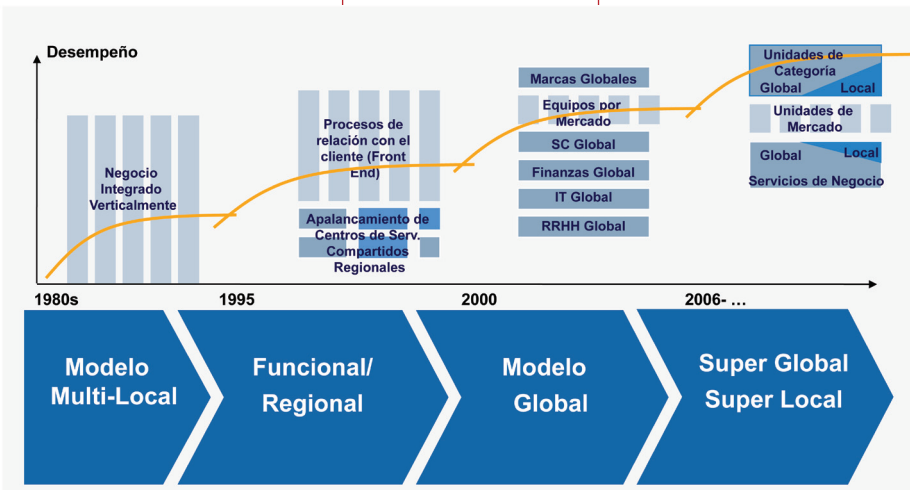 Desempeño
Negocio
Integrado
Verticalmente
Procesos de
relación con el
cliente (Front
End)
Apalancamiento de
Centros de Serv.
Compartidos
Regionales
Marcas Globales
Equipos por
Mercado
SC Global
Finanzas Global
IT Global
RRHH Global
Unidades de
Categoría
Global Local
Unidades de
Mercado
Global Local
Servicios de Negocio
1980s
1995
2000
2006- ...
Modelo
Multi-Local
Funcional/
Regional
Modelo
Global
Super Global
Super Local